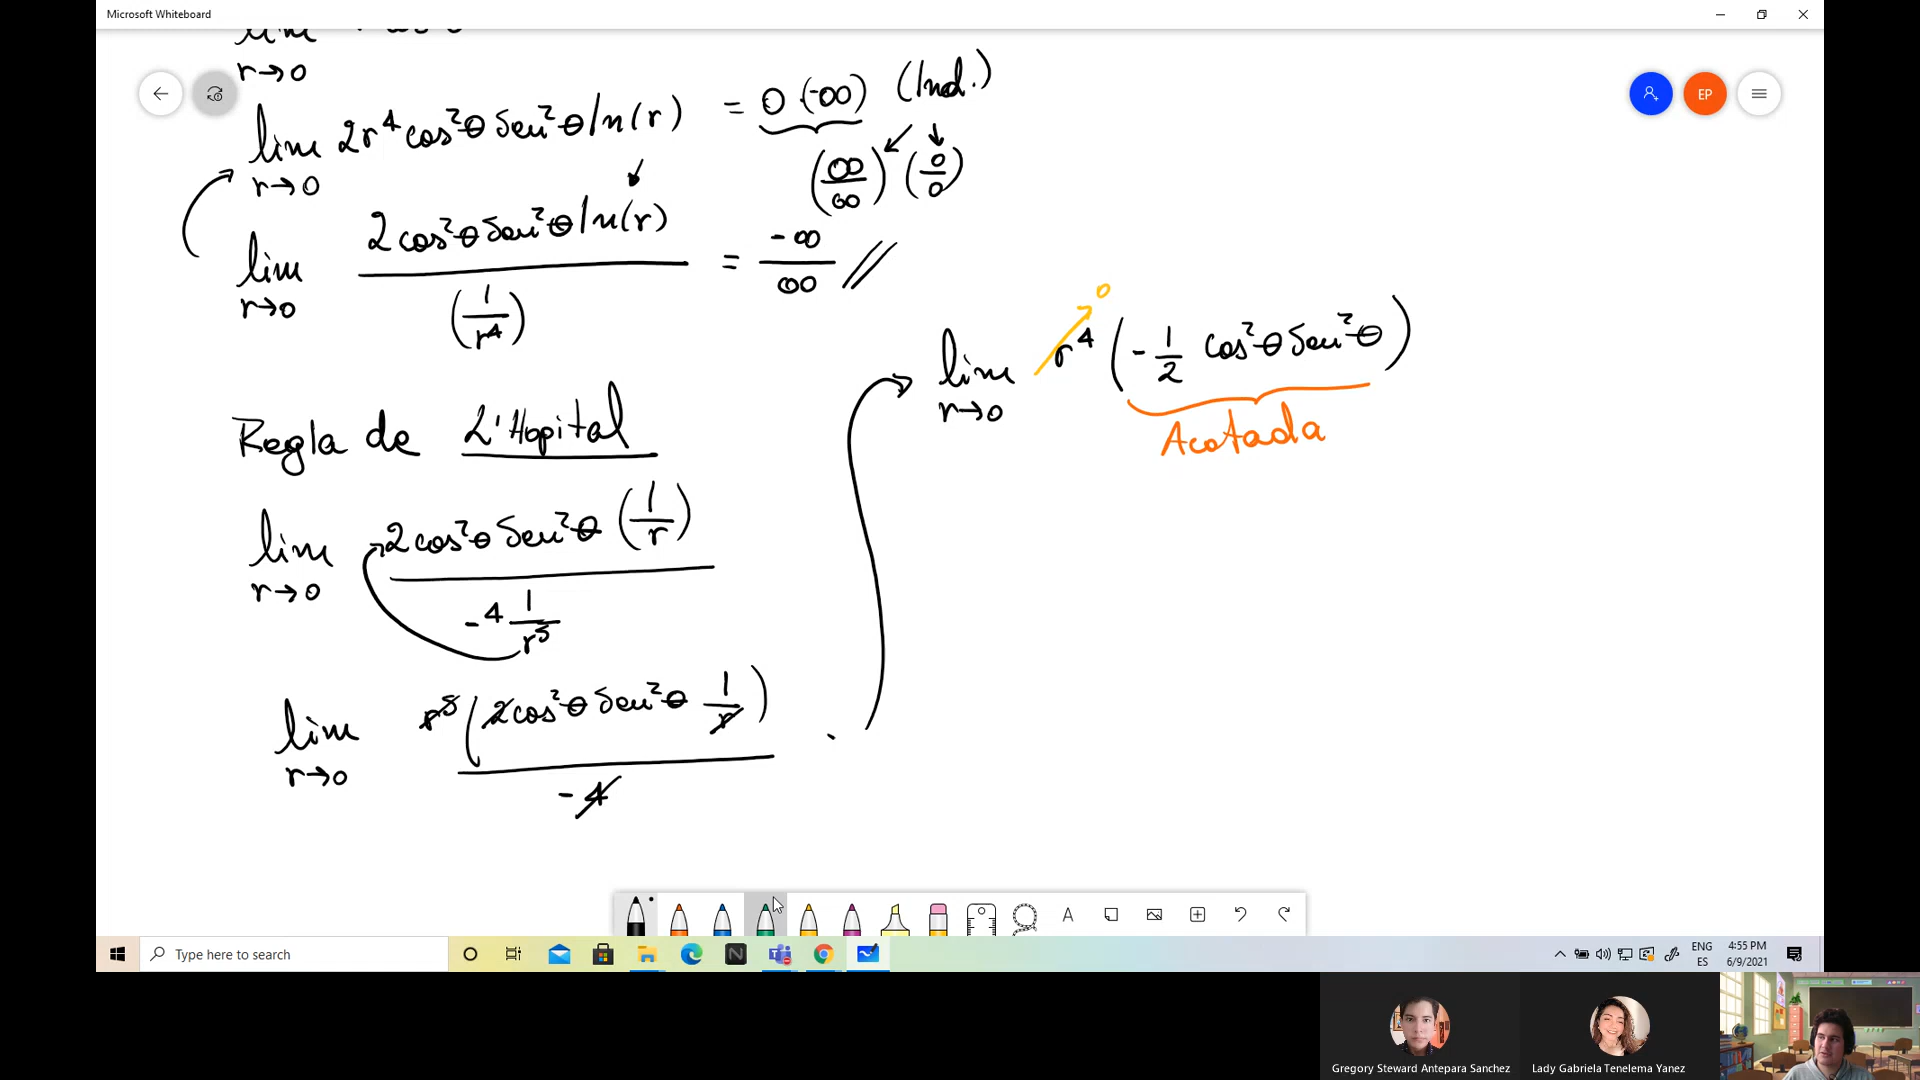 Microsoft Whiteboard
lim
r→0
lim 2r⁴cos²θ Sen²θ ln(r) = 0·(-∞) (Ind.)
r→0
(∞/∞) (0/0)
lim 2cos²θ Sen²θ ln(r) / (1/r⁴) = -∞/∞ //
r→0
Regla de L'Hopital
lim 2cos²θ Sen²θ (1/r) / -4 1/r⁵
r→0
lim r⁵(2cos²θ Sen²θ 1/r) / -4
r→0
0
lim r⁴(-1/2 cos²θ Sen²θ)
r→0
Acotada
EP
A
Type here to search
ENG
ES
4:55 PM
6/9/2021
Gregory Steward Antepara Sanchez
Lady Gabriela Tenelema Yanez